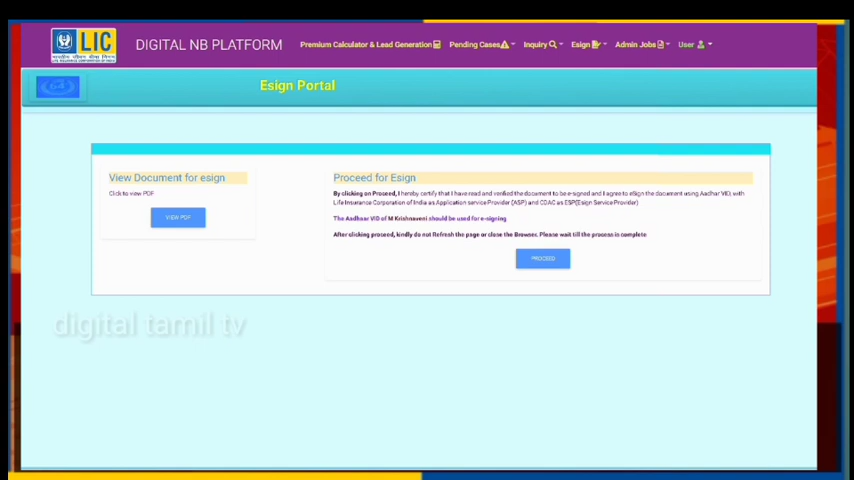 LIC
DIGITAL NB PLATFORM
Premium Calculator & Lead Generation
Pending Cases
Inquiry
Esign
Admin Jobs
User
Esign Portal
View Document for esign
Click to view PDF
VIEW PDF
Proceed for Esign
By clicking on Proceed, I hereby certify that I have read and verified the document to be e-signed and I agree to eSign the document using Aadhar VID, with
Life Insurance Corporation of India as Application service Provider (ASP) and CDAC as ESP(Esign Service Provider)
The Aadhaar VID of M Krishnaveni should be used for e-signing
After clicking proceed, kindly do not Refresh the page or close the Browser. Please wait till the process is complete
PROCEED
digital tamil tv